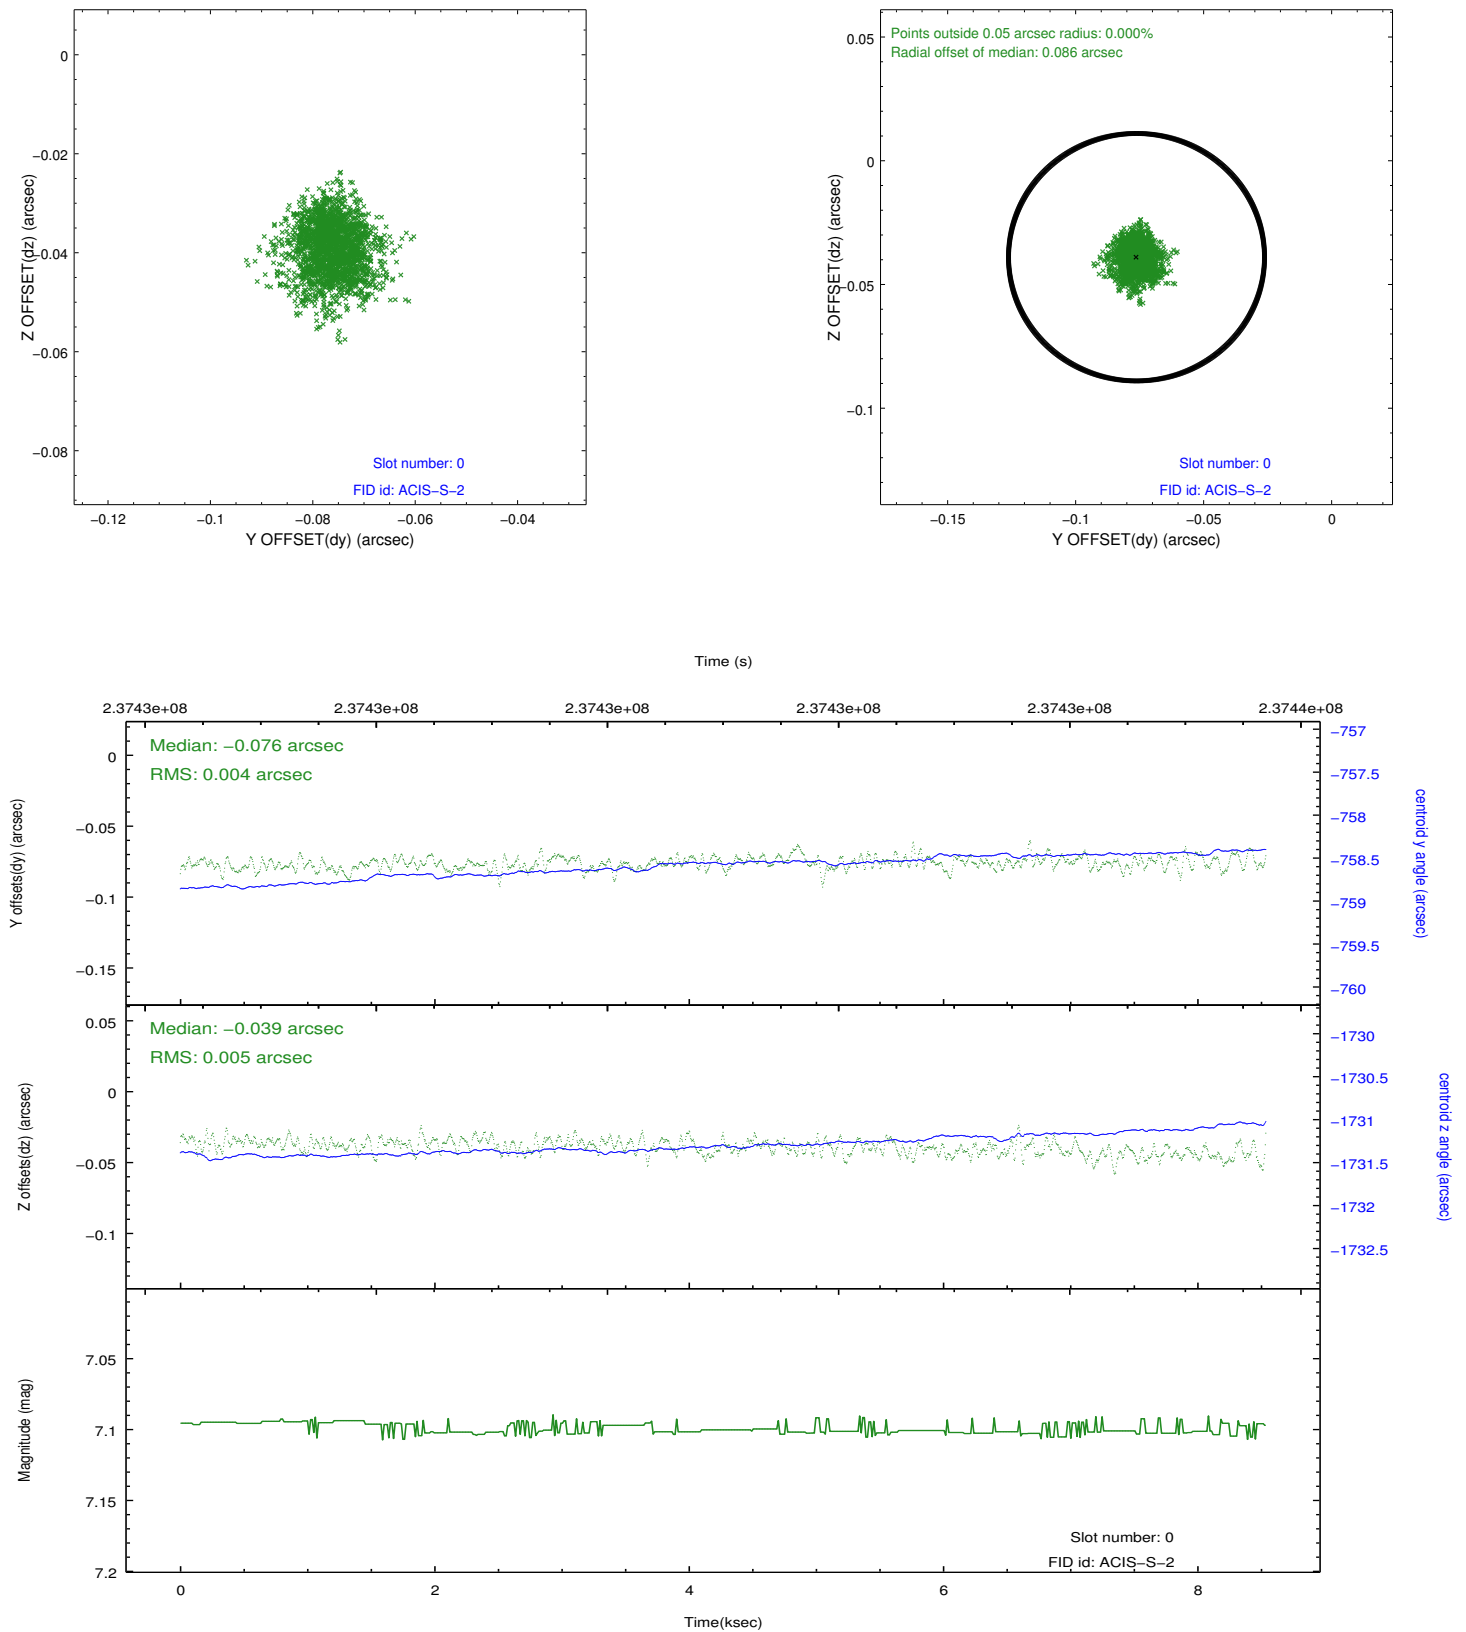 0
−0.02
−0.04
−0.06
−0.08
Z OFFSET(dz) (arcsec)
Slot number: 0
FID id: ACIS−S−2
−0.12 −0.1 −0.08 −0.06 −0.04
Y OFFSET(dy) (arcsec)
Points outside 0.05 arcsec radius: 0.000%
Radial offset of median: 0.086 arcsec
0.05
0
−0.05
−0.1
Z OFFSET(dz) (arcsec)
Slot number: 0
FID id: ACIS−S−2
−0.15 −0.1 −0.05 0
Y OFFSET(dy) (arcsec)
Time (s)
2.3743e+08 2.3743e+08 2.3743e+08 2.3743e+08 2.3743e+08 2.3744e+08
Median: −0.076 arcsec
RMS: 0.004 arcsec
0
−0.05
−0.1
−0.15
Y offsets(dy) (arcsec)
−757
−757.5
−758
−758.5
−759
−759.5
−760
centroid y angle (arcsec)
Median: −0.039 arcsec
RMS: 0.005 arcsec
0.05
0
−0.05
−0.1
Z offsets(dz) (arcsec)
−1730
−1730.5
−1731
−1731.5
−1732
−1732.5
centroid z angle (arcsec)
7.05
7.1
7.15
7.2
Magnitude (mag)
Slot number: 0
FID id: ACIS−S−2
0 2 4 6 8
Time(ksec)